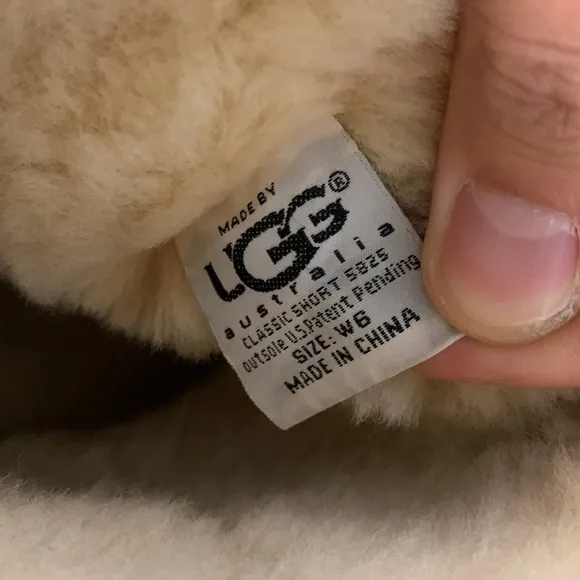 MADE BY
UGG®
australia
CLASSIC SHORT 5825
outsole U.S.Patent Pending
SIZE: W6
MADE IN CHINA